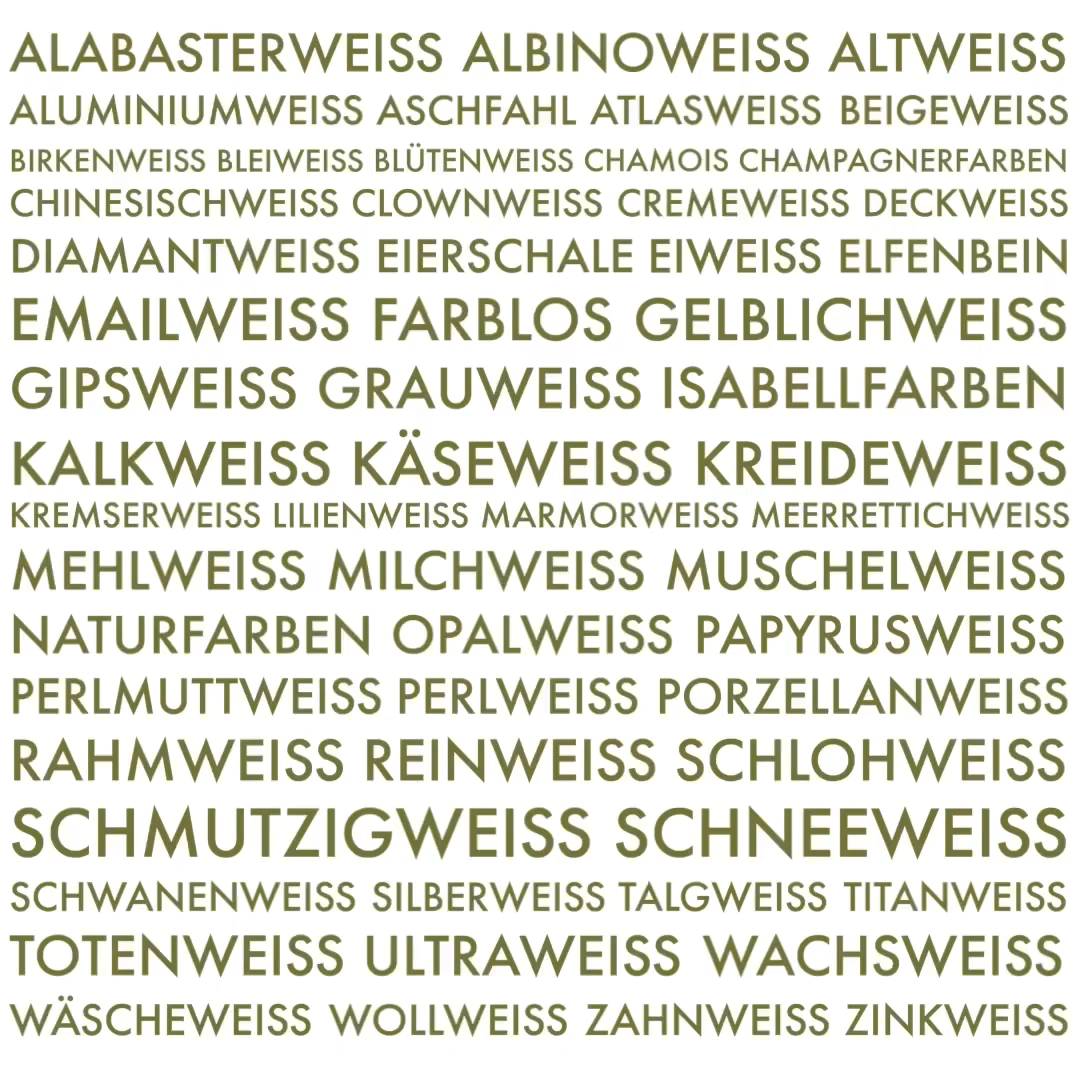 ALABASTERWEISS ALBINOWEISS ALTWEISS
ALUMINIUMWEISS ASCHFAHL ATLASWEISS BEIGEWEISS
BIRKENWEISS BLEIWEISS BLÜTENWEISS CHAMOIS CHAMPAGNERFARBEN
CHINESISCHWEISS CLOWNWEISS CREMEWEISS DECKWEISS
DIAMANTWEISS EIERSCHALE EIWEISS ELFENBEIN
EMAILWEISS FARBLOS GELBLICHWEISS
GIPSWEISS GRAUWEISS ISABELLFARBEN
KALKWEISS KÄSEWEISS KREIDEWEISS
KREMSERWEISS LILIENWEISS MARMORWEISS MEERRETTICHWEISS
MEHLWEISS MILCHWEISS MUSCHELWEISS
NATURFARBEN OPALWEISS PAPYRUSWEISS
PERLMUTTWEISS PERLWEISS PORZELLANWEISS
RAHMWEISS REINWEISS SCHLOHWEISS
SCHMUTZIGWEISS SCHNEEWEISS
SCHWANENWEISS SILBERWEISS TALGWEISS TITANWEISS
TOTENWEISS ULTRAWEISS WACHSWEISS
WÄSCHEWEISS WOLLWEISS ZAHNWEISS ZINKWEISS